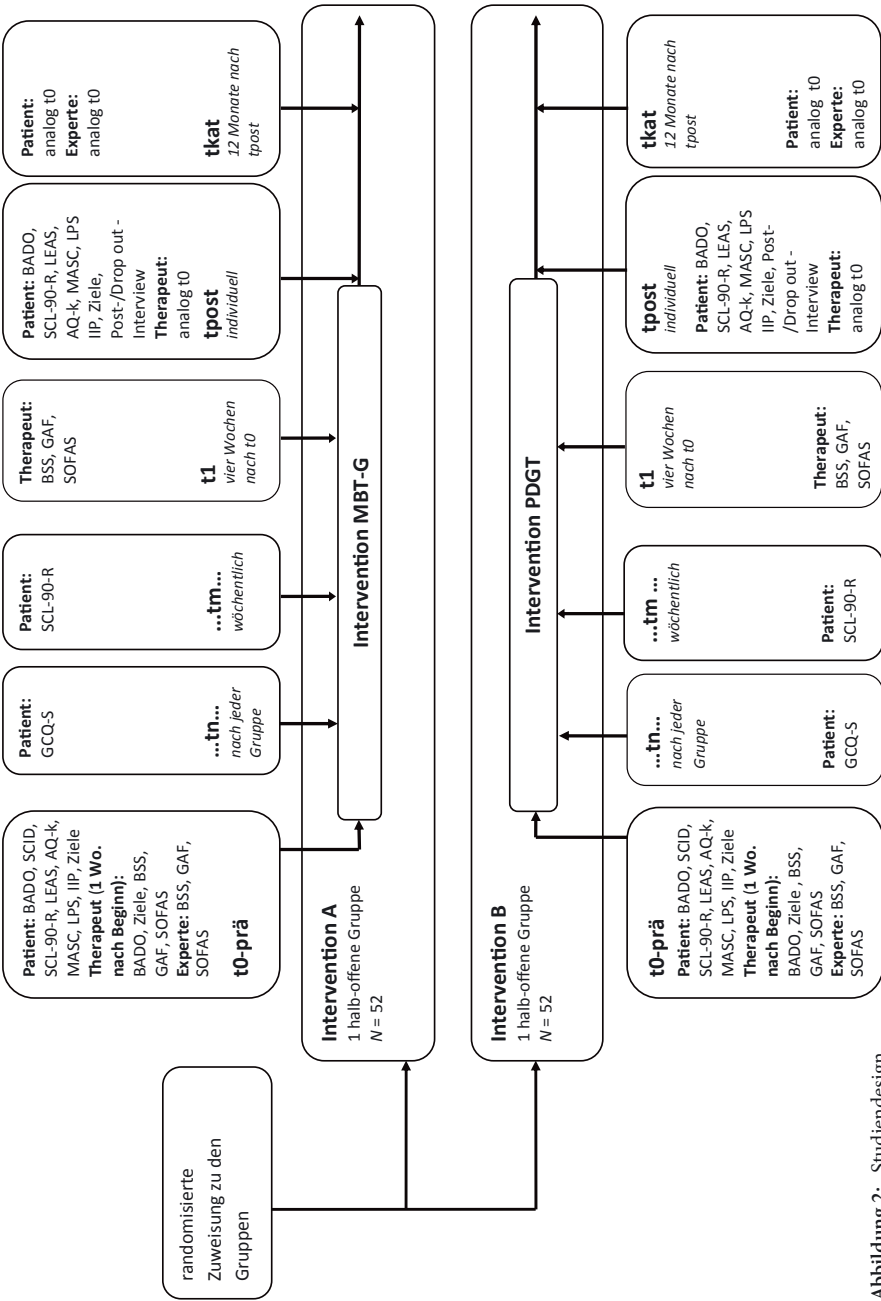 randomisierte
Zuweisung zu den
Gruppen
Patient: BADO, SCID,
SCL-90-R, LEAS, AQ-k,
MASC, LPS, IIP, Ziele
Therapeut (1 Wo.
nach Beginn):
BADO, Ziele, BSS,
GAF, SOFAS
Experte: BSS, GAF,
SOFAS
t0-prä
Patient:
GCQ-S
...tn...
nach jeder
Gruppe
Patient:
SCL-90-R
...tm...
wöchentlich
Therapeut:
BSS, GAF,
SOFAS
t1
vier Wochen
nach t0
Patient: BADO,
SCL-90-R, LEAS,
AQ-k, MASC, LPS
IIP, Ziele,
Post-/Drop out -
Interview
Therapeut:
analog t0
tpost
individuell
Patient:
analog t0
Experte:
analog t0
tkat
12 Monate nach
tpost
Intervention A
1 halb-offene Gruppe
N = 52
Intervention MBT-G
Intervention B
1 halb-offene Gruppe
N = 52
Intervention PDGT
t0-prä
Patient: BADO, SCID,
SCL-90-R, LEAS, AQ-k,
MASC, LPS, IIP, Ziele
Therapeut (1 Wo.
nach Beginn):
BADO, Ziele , BSS,
GAF, SOFAS
Experte: BSS, GAF,
SOFAS
...tn...
nach jeder
Gruppe
Patient:
GCQ-S
...tm ...
wöchentlich
Patient:
SCL-90-R
t1
vier Wochen
nach t0
Therapeut:
BSS, GAF,
SOFAS
tpost
individuell
Patient: BADO,
SCL-90-R, LEAS,
AQ-k, MASC, LPS
IIP, Ziele, Post-
/Drop out -
Interview
Therapeut:
analog t0
tkat
12 Monate nach
tpost
Patient:
analog t0
Experte:
analog t0
Abbildung 2: Studiendesign